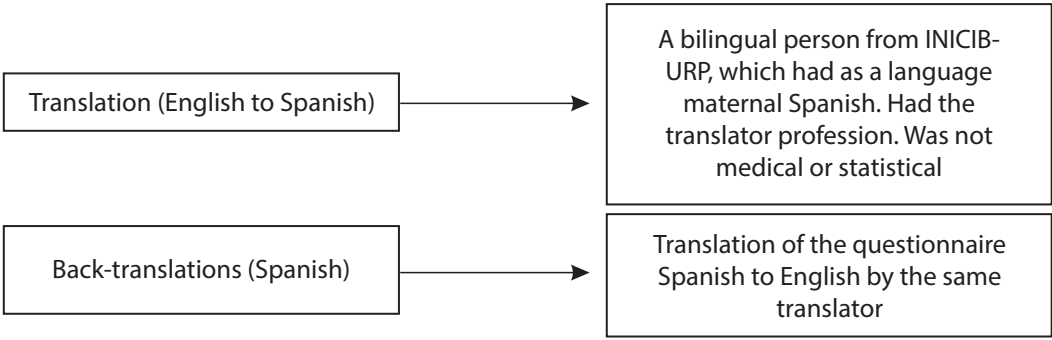 Translation (English to Spanish)
A bilingual person from INICIB-
URP, which had as a language
maternal Spanish. Had the
translator profession. Was not
medical or statistical
Back-translations (Spanish)
Translation of the questionnaire
Spanish to English by the same
translator